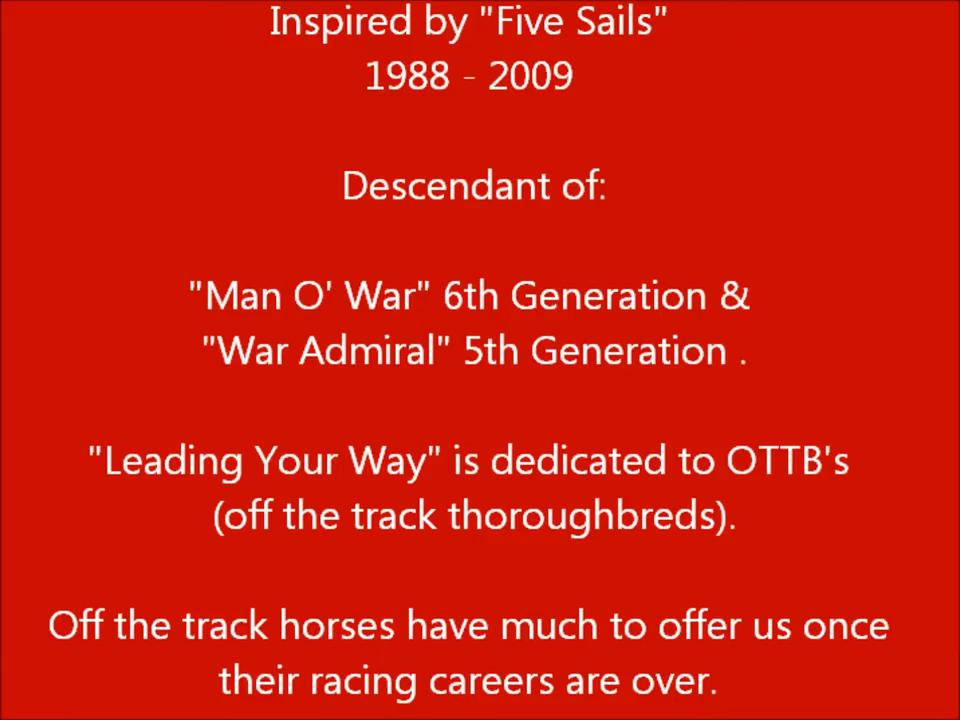 Inspired by "Five Sails"
1988 - 2009
Descendant of:
"Man O' War" 6th Generation &
"War Admiral" 5th Generation .
"Leading Your Way" is dedicated to OTTB's
(off the track thoroughbreds).
Off the track horses have much to offer us once
their racing careers are over.